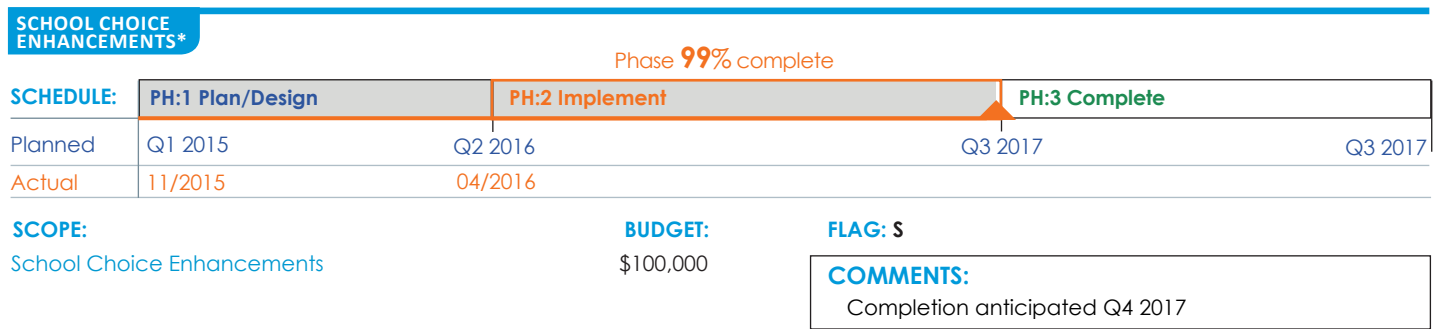 SCHOOL CHOICE
ENHANCEMENTS*
Phase 99% complete
SCHEDULE: PH:1 Plan/Design PH:2 Implement PH:3 Complete
Planned Q1 2015 Q2 2016 Q3 2017 Q3 2017
Actual 11/2015 04/2016
SCOPE: BUDGET: FLAG: S
School Choice Enhancements $100,000
COMMENTS:
Completion anticipated Q4 2017